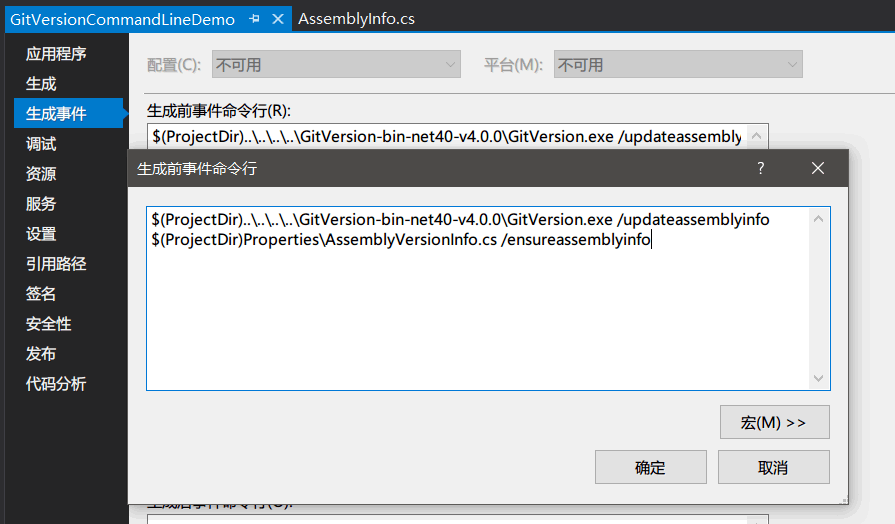 GitVersionCommandLineDemo
AssemblyInfo.cs
应用程序
生成
生成事件
调试
资源
服务
设置
引用路径
签名
安全性
发布
代码分析
配置(C): 不可用 平台(M): 不可用
生成前事件命令行(R):
$(ProjectDir)..\..\..\..\GitVersion-bin-net40-v4.0.0\GitVersion.exe /updateassembly
生成前事件命令行
?
$(ProjectDir)..\..\..\..\GitVersion-bin-net40-v4.0.0\GitVersion.exe /updateassemblyinfo
$(ProjectDir)Properties\AssemblyVersionInfo.cs /ensureassemblyinfo
宏(M) >>
确定 取消